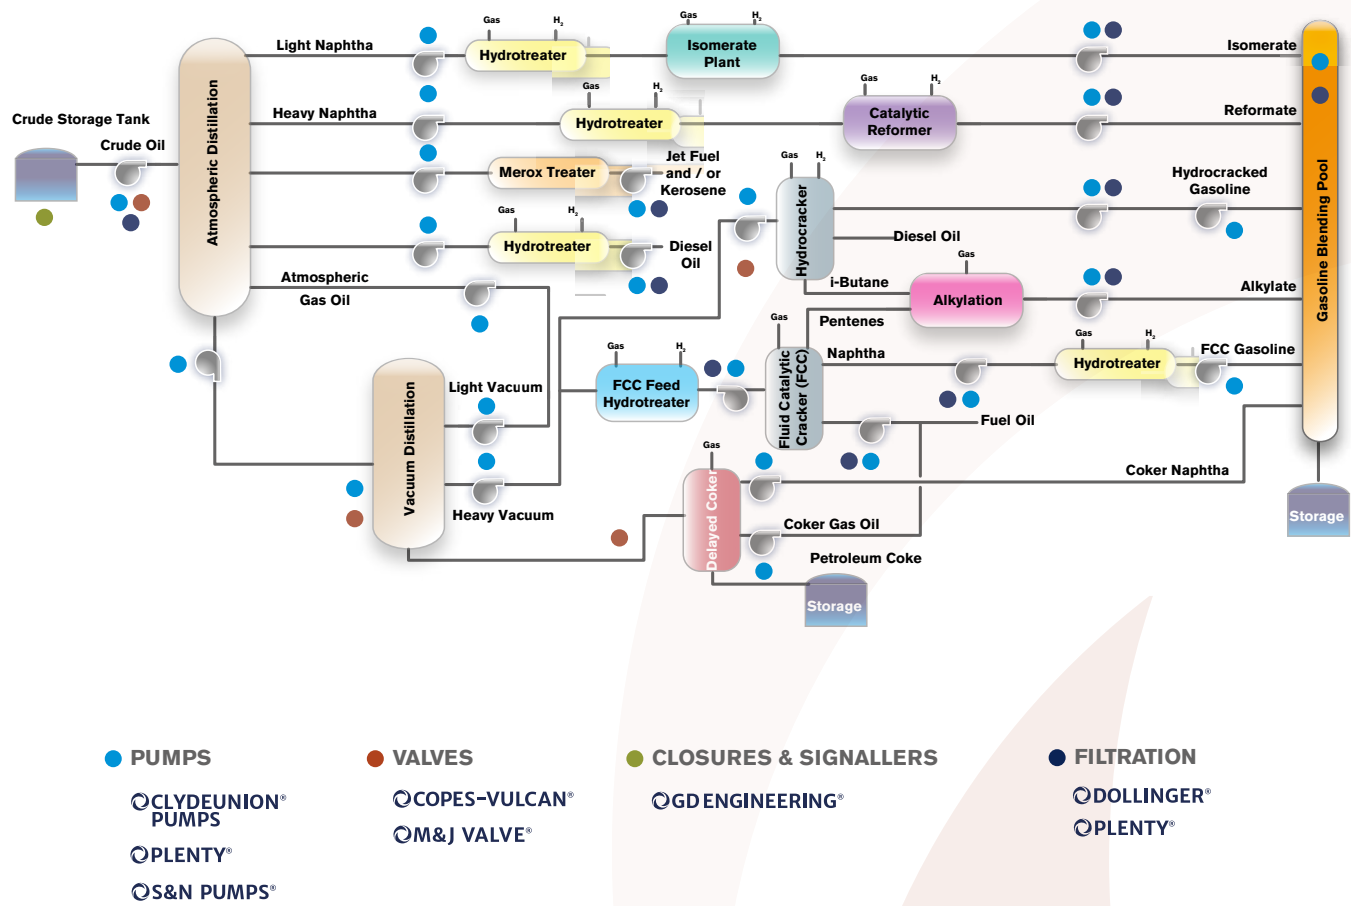 Gas H2
Gas H2
Light Naphtha
Hydrotreater
Isomerate
Plant
Isomerate
Gas H2
Gas H2
Heavy Naphtha
Hydrotreater
Catalytic
Reformer
Reformate
Crude Storage Tank
Crude Oil
Atmospheric Distillation
Merox Treater
Jet Fuel
and / or
Kerosene
Gas H2
Hydrocracker
Hydrocracked
Gasoline
Gasoline Blending Pool
Gas H2
Hydrotreater
Diesel
Oil
Diesel Oil
Atmospheric
Gas Oil
i-Butane
Gas
Alkylation
Alkylate
Pentenes
Gas
Fluid Catalytic
Cracker (FCC)
Naphtha
Gas H2
Hydrotreater
FCC Gasoline
Gas H2
FCC Feed
Hydrotreater
Light Vacuum
Vacuum Distillation
Heavy Vacuum
Fuel Oil
Gas
Delayed Coker
Coker Naphtha
Coker Gas Oil
Petroleum Coke
Storage
Storage
PUMPS
CLYDEUNION®
PUMPS
PLENTY®
S&N PUMPS®
VALVES
COPES-VULCAN®
M&J VALVE®
CLOSURES & SIGNALLERS
GD ENGINEERING®
FILTRATION
DOLLINGER®
PLENTY®